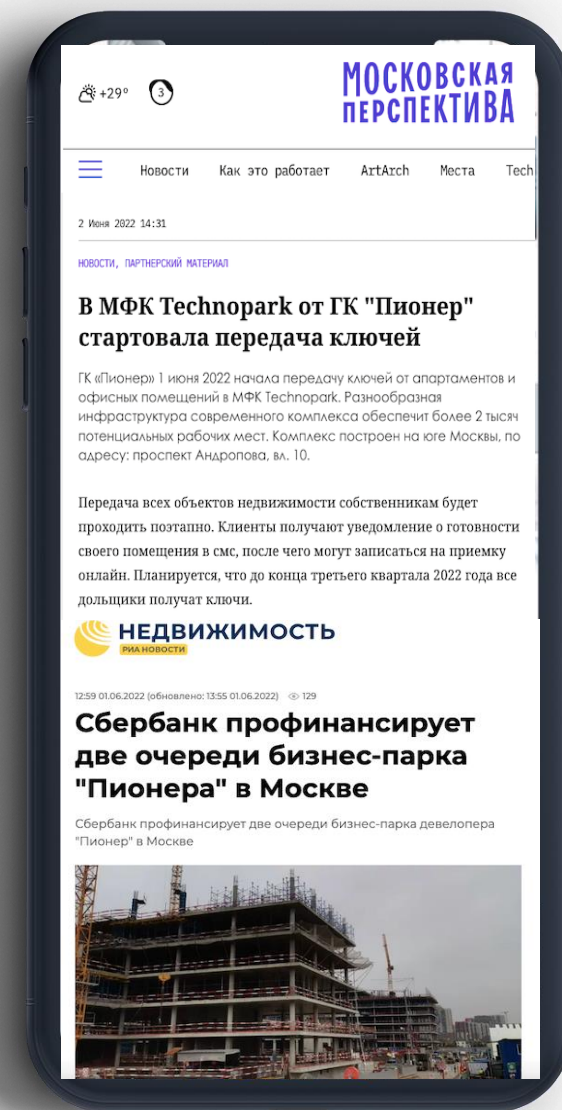 +29°
3
МОСКОВСКАЯ
ПЕРСПЕКТИВА
Новости Как это работает ArtArch Места Tech
2 Июня 2022 14:31
НОВОСТИ, ПАРТНЕРСКИЙ МАТЕРИАЛ
В МФК Technopark от ГК "Пионер"
стартовала передача ключей
ГК «Пионер» 1 июня 2022 начала передачу ключей от апартаментов и
офисных помещений в МФК Technopark. Разнообразная
инфраструктура современного комплекса обеспечит более 2 тысяч
потенциальных рабочих мест. Комплекс построен на юге Москвы, по
адресу: проспект Андропова, вл. 10.
Передача всех объектов недвижимости собственникам будет
проходить поэтапно. Клиенты получают уведомление о готовности
своего помещения в смс, после чего могут записаться на приемку
онлайн. Планируется, что до конца третьего квартала 2022 года все
дольщики получат ключи.
НЕДВИЖИМОСТЬ
РИА НОВОСТИ
12:59 01.06.2022 (обновлено: 13:55 01.06.2022) 129
Сбербанк профинансирует
две очереди бизнес-парка
"Пионера" в Москве
Сбербанк профинансирует две очереди бизнес-парка девелопера
"Пионер" в Москве